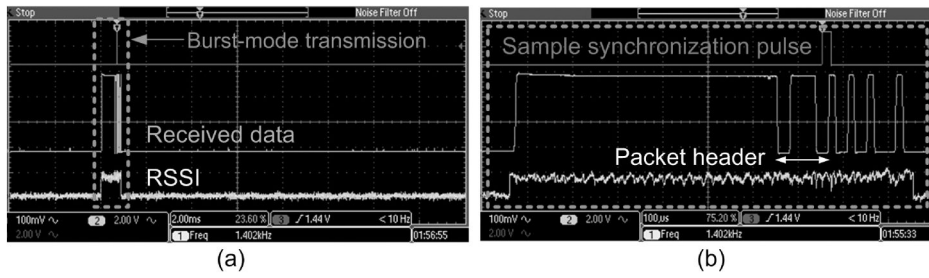 Stop
Noise Filter Off
Burst-mode transmission
Received data
RSSI
100mV
2
2.00 V
2.00ms
23.60 %
3
1.44 V
< 10 Hz
2.00 V
1 Freq
1.402kHz
01:56:55
(a)
Stop
Noise Filter Off
Sample synchronization pulse
Packet header
100mV
2
2.00 V
100µs
75.20 %
3
1.44 V
< 10 Hz
2.00 V
1 Freq
1.402kHz
01:55:33
(b)